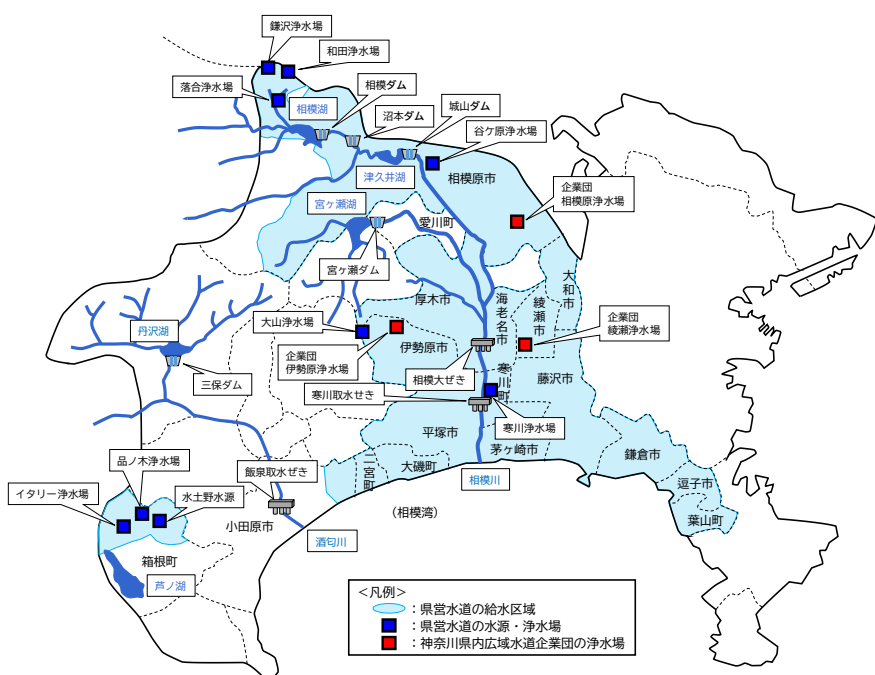 鎌沢浄水場
和田浄水場
落合浄水場
相模ダム
相模湖
沼本ダム
城山ダム
谷ケ原浄水場
津久井湖
相模原市
企業団
相模原浄水場
宮ヶ瀬湖
愛川町
宮ヶ瀬ダム
大和市
厚木市
海老名市
綾瀬市
丹沢湖
大山浄水場
企業団
綾瀬浄水場
伊勢原市
企業団
伊勢原浄水場
三保ダム
相模大ぜき
寒川町
藤沢市
寒川取水せき
寒川浄水場
平塚市
茅ヶ崎市
鎌倉市
品ノ木浄水場
飯泉取水ぜき
二宮町
大磯町
相模川
逗子市
イタリー浄水場
水土野水源
葉山町
小田原市
（相模湾）
酒匂川
箱根町
芦ノ湖
＜凡例＞
：県営水道の給水区域
：県営水道の水源・浄水場
：神奈川県内広域水道企業団の浄水場